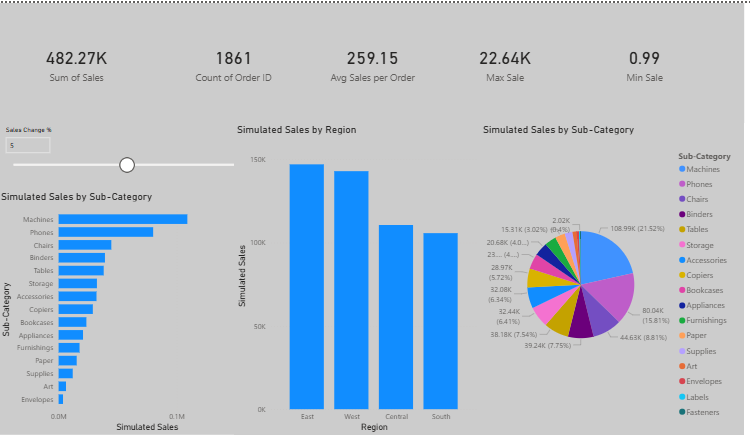 482.27K
Sum of Sales
1861
Count of Order ID
259.15
Avg Sales per Order
22.64K
Max Sale
0.99
Min Sale
Sales Change %
5
Simulated Sales by Sub-Category
Sub-Category
Machines
Phones
Chairs
Binders
Tables
Storage
Accessories
Copiers
Bookcases
Appliances
Furnishings
Paper
Supplies
Art
Envelopes
0.0M
0.1M
Simulated Sales
Simulated Sales by Region
Simulated Sales
150K
100K
50K
0K
East
West
Central
South
Region
Simulated Sales by Sub-Category
108.99K (21.52%)
80.04K
(15.81%)
44.63K (8.81%)
39.24K (7.75%)
38.18K (7.54%)
32.44K
(6.41%)
32.08K
(6.34%)
28.97K
(5.72%)
23.... (4....)
20.68K (4.0...)
15.31K (3.02%)
2.02K
(0.4%)
Sub-Category
Machines
Phones
Chairs
Binders
Tables
Storage
Accessories
Copiers
Bookcases
Appliances
Furnishings
Paper
Supplies
Art
Envelopes
Labels
Fasteners